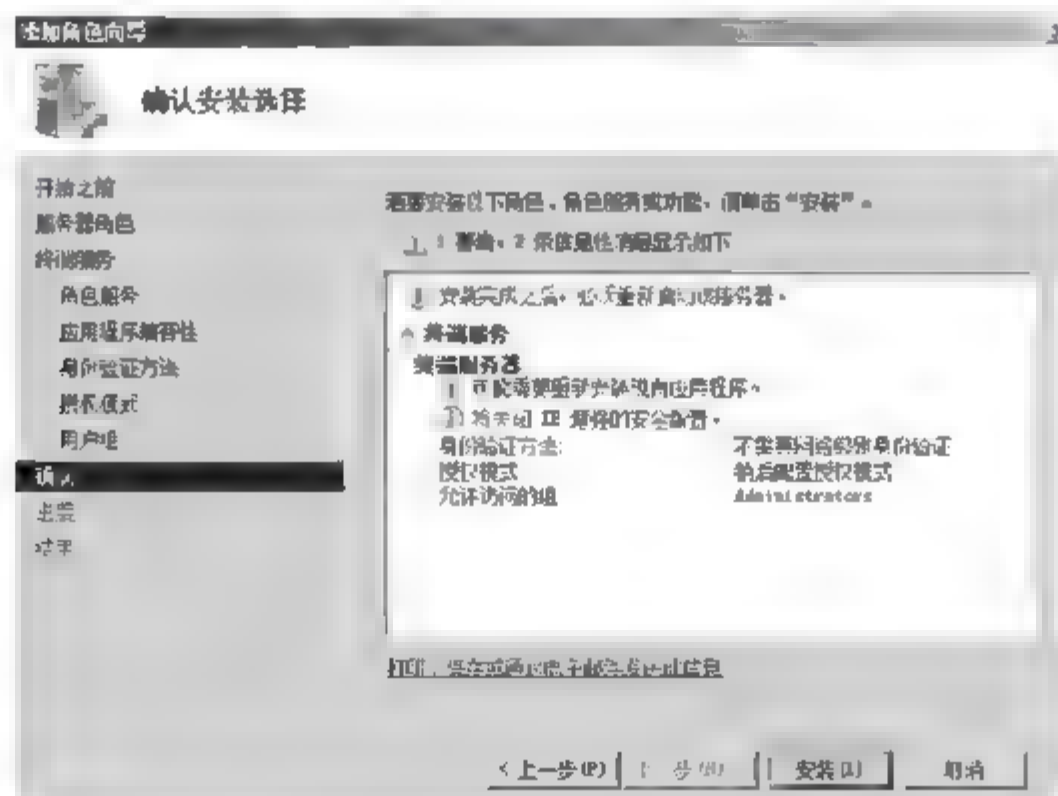 添加角色向导
确认安装选择
开始之前
服务器角色
终端服务
角色服务
应用程序兼容性
身份验证方法
授权模式
用户组
确认
安装
结果
若要安装以下角色、角色服务或功能，请单击“安装”。
1 警告，2 条信息性消息显示如下
安装完成之后，必须重新启动该服务器。
终端服务
终端服务器
可能需要重新安装现有应用程序。
将关闭 IE 增强的安全配置。
身份验证方法: 不需要网络级别身份验证
授权模式 稍后配置授权模式
允许访问的组 Administrators
打印、保存或通过电子邮件发送此信息
< 上一步(P)
下一步(N)
安装(I)
取消